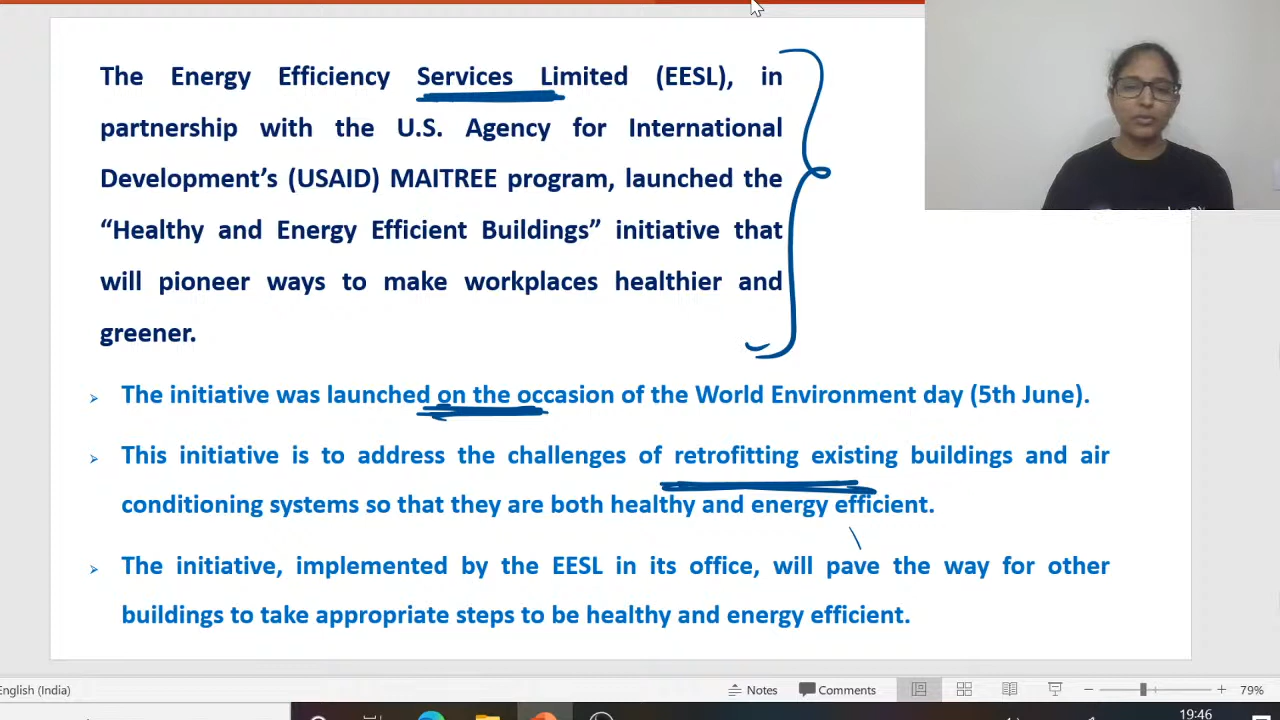 The Energy Efficiency Services Limited (EESL), in
partnership with the U.S. Agency for International
Development’s (USAID) MAITREE program, launched the
“Healthy and Energy Efficient Buildings” initiative that
will pioneer ways to make workplaces healthier and
greener.
The initiative was launched on the occasion of the World Environment day (5th June).
This initiative is to address the challenges of retrofitting existing buildings and air
conditioning systems so that they are both healthy and energy efficient.
The initiative, implemented by the EESL in its office, will pave the way for other
buildings to take appropriate steps to be healthy and energy efficient.
English (India)
Notes
Comments
79%
19:46